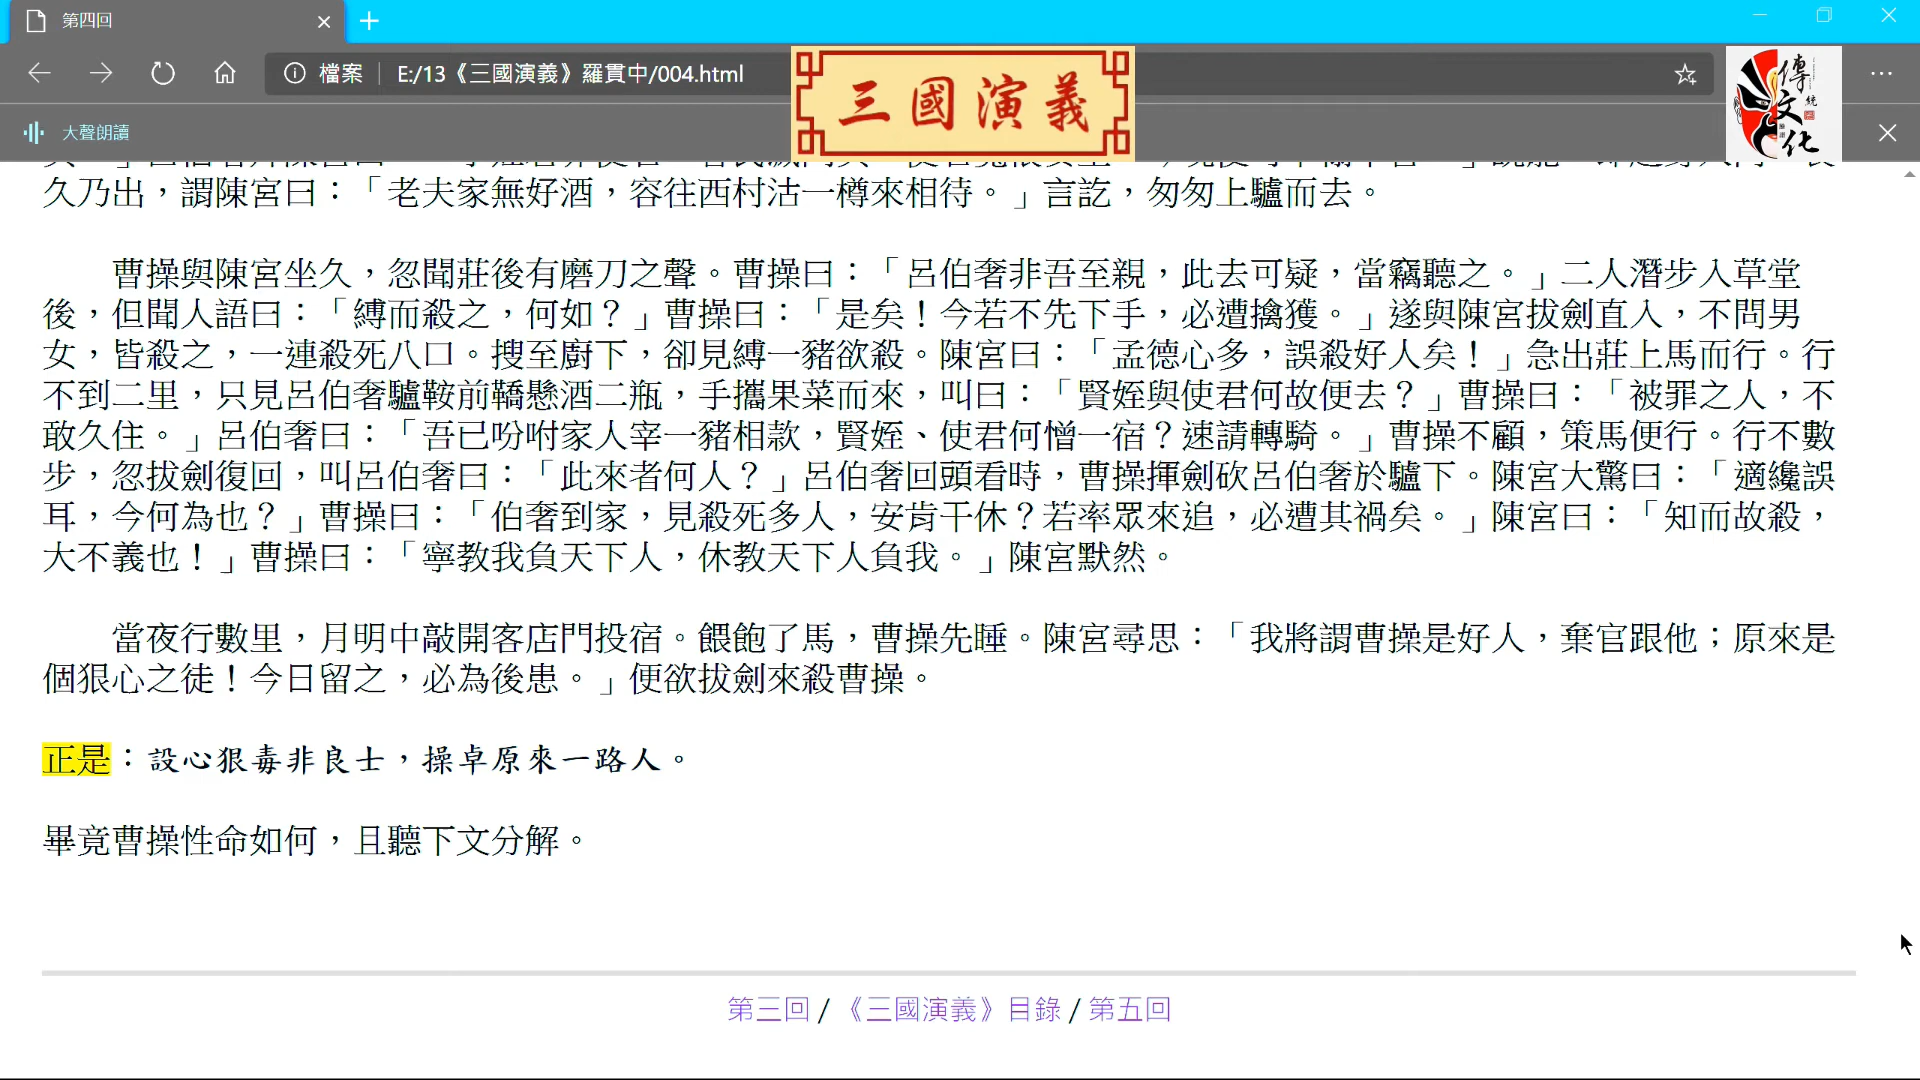 第四回
檔案 E:/13《三國演義》羅貫中/004.html
三國演義
傳統文化
大聲朗讀
久乃出，謂陳宮曰：「老夫家無好酒，容往西村沽一樽來相待。」言訖，匆匆上驢而去。
曹操與陳宮坐久，忽聞莊後有磨刀之聲。曹操曰：「呂伯奢非吾至親，此去可疑，當竊聽之。」二人潛步入草堂
後，但聞人語曰：「縛而殺之，何如？」曹操曰：「是矣！今若不先下手，必遭擒獲。」遂與陳宮拔劍直入，不問男
女，皆殺之，一連殺死八口。搜至廚下，卻見縛一豬欲殺。陳宮曰：「孟德心多，誤殺好人矣！」急出莊上馬而行。行
不到二里，只見呂伯奢驢鞍前鞽懸酒二瓶，手攜果菜而來，叫曰：「賢姪與使君何故便去？」曹操曰：「被罪之人，不
敢久住。」呂伯奢曰：「吾已吩咐家人宰一豬相款，賢姪、使君何憎一宿？速請轉騎。」曹操不顧，策馬便行。行不數
步，忽拔劍復回，叫呂伯奢曰：「此來者何人？」呂伯奢回頭看時，曹操揮劍砍呂伯奢於驢下。陳宮大驚曰：「適纔誤
耳，今何為也？」曹操曰：「伯奢到家，見殺死多人，安肯干休？若率眾來追，必遭其禍矣。」陳宮曰：「知而故殺，
大不義也！」曹操曰：「寧教我負天下人，休教天下人負我。」陳宮默然。
當夜行數里，月明中敲開客店門投宿。餵飽了馬，曹操先睡。陳宮尋思：「我將謂曹操是好人，棄官跟他；原來是
個狠心之徒！今日留之，必為後患。」便欲拔劍來殺曹操。
正是：設心狠毒非良士，操卓原來一路人。
畢竟曹操性命如何，且聽下文分解。
第三回 / 《三國演義》目錄 / 第五回